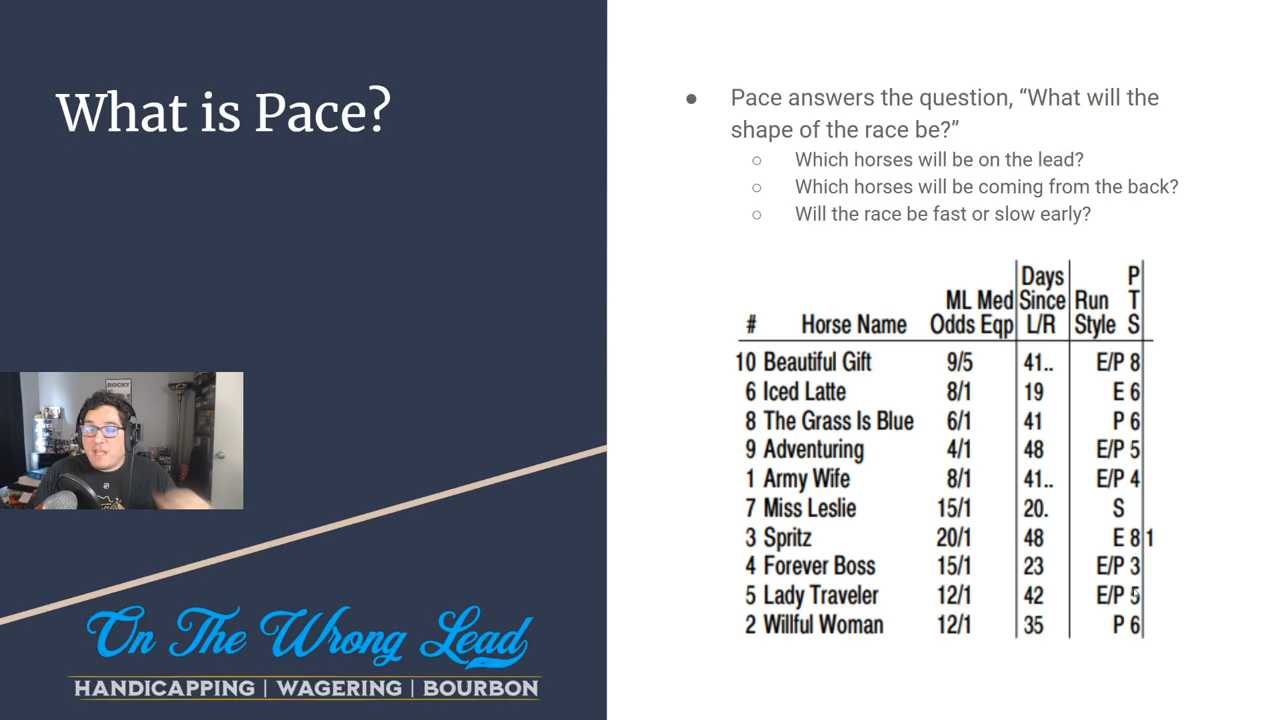 What is Pace?
● Pace answers the question, “What will the
shape of the race be?”
○ Which horses will be on the lead?
○ Which horses will be coming from the back?
○ Will the race be fast or slow early?
# Horse Name ML Odds Med Eqp Days Since L/R Run Style PTS
10 Beautiful Gift 9/5 41.. E/P 8
6 Iced Latte 8/1 19 E 6
8 The Grass Is Blue 6/1 41 P 6
9 Adventuring 4/1 48 E/P 5
1 Army Wife 8/1 41.. E/P 4
7 Miss Leslie 15/1 20. S
3 Spritz 20/1 48 E 8 1
4 Forever Boss 15/1 23 E/P 3
5 Lady Traveler 12/1 42 E/P 5
2 Willful Woman 12/1 35 P 6
ROCKY
On The Wrong Lead
HANDICAPPING | WAGERING | BOURBON